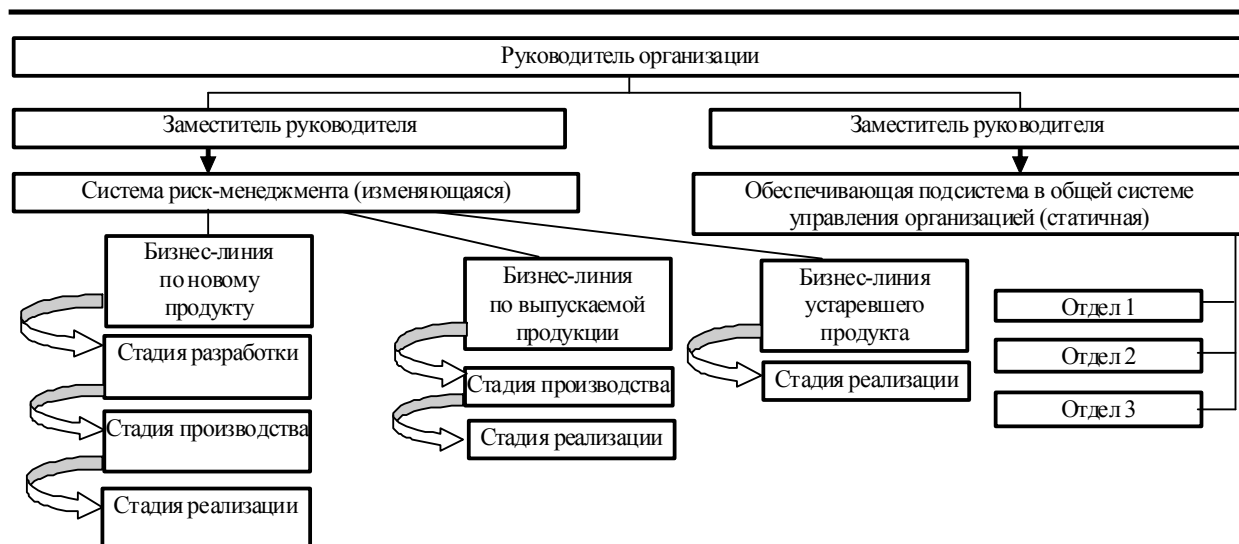 Руководитель организации
Заместитель руководителя
Заместитель руководителя
Система риск-менеджмента (изменяющаяся)
Обеспечивающая подсистема в общей системе
управления организацией (статичная)
Бизнес-линия
по новому
продукту
Стадия разработки
Стадия производства
Стадия реализации
Бизнес-линия
по выпускаемой
продукции
Стадия производства
Стадия реализации
Бизнес-линия
устаревшего
продукта
Стадия реализации
Отдел 1
Отдел 2
Отдел 3